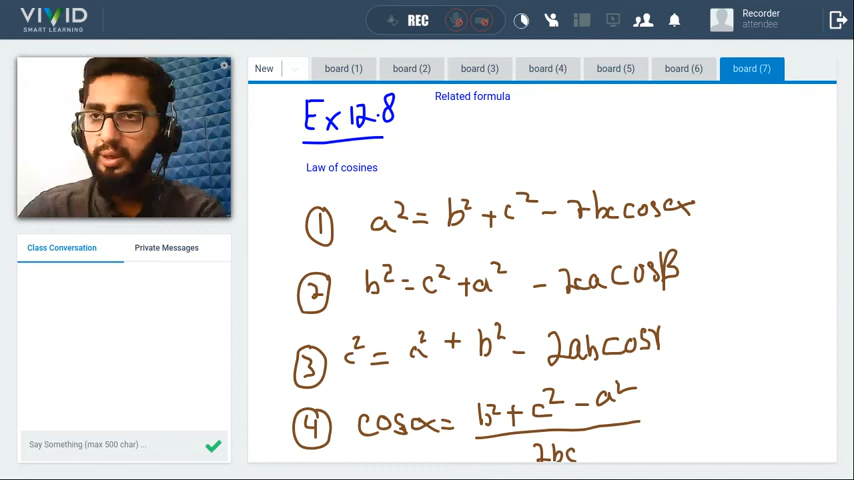 VIVID
SMART LEARNING
REC
Recorder
attendee
New
board (1)
board (2)
board (3)
board (4)
board (5)
board (6)
board (7)
Related formula
Ex 12.8
Law of cosines
① a² = b² + c² - 2bc cosα
② b² = c² + a² - 2ca cosβ
③ c² = a² + b² - 2ab cosγ
④ cosα = b² + c² - a²
2bc
Class Conversation
Private Messages
Say Something (max 500 char) ...